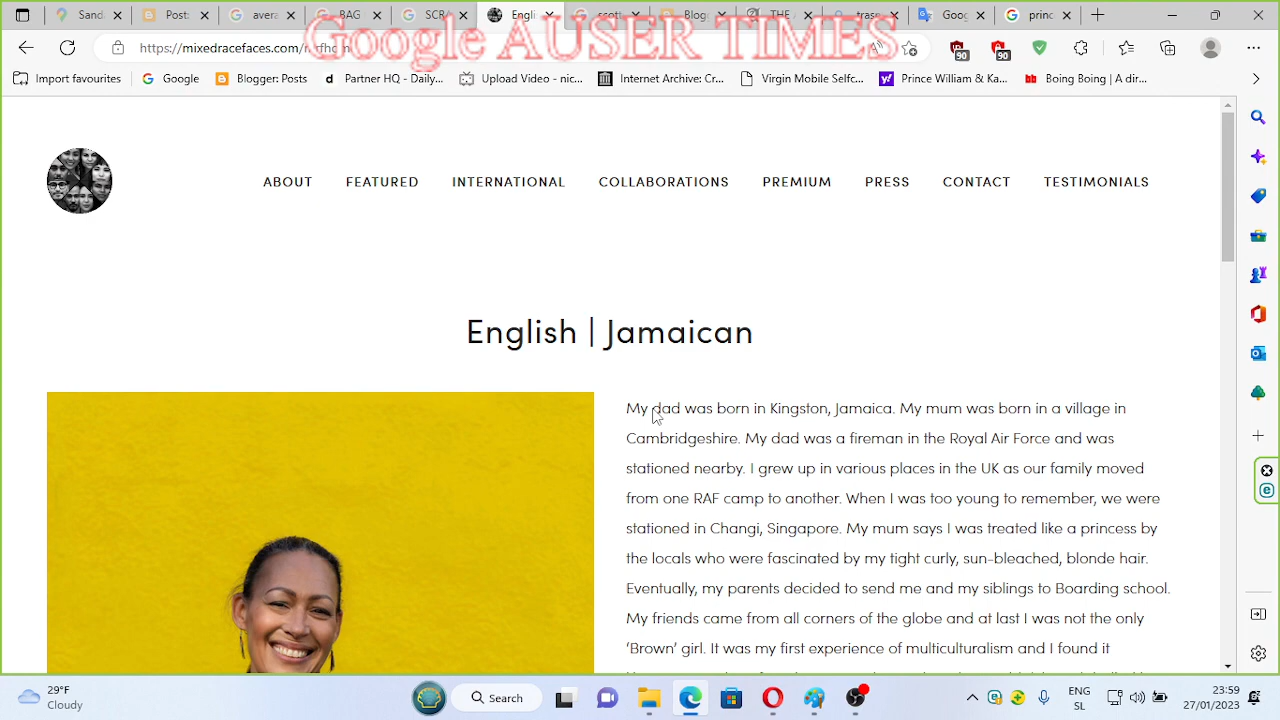 Sand
Post:
avera
BAG
SCR
Engli
scott
Blog
THE
trase
Goog
princ
https://mixedracefaces.com/
Google AUSER TIMES
90
90
Import favourites
Google
Blogger: Posts
Partner HQ - Daily...
Upload Video - nic...
Internet Archive: Cr...
Virgin Mobile Selfc...
Prince William & Ka...
Boing Boing | A dir...
ABOUT
FEATURED
INTERNATIONAL
COLLABORATIONS
PREMIUM
PRESS
CONTACT
TESTIMONIALS
English | Jamaican
My dad was born in Kingston, Jamaica. My mum was born in a village in
Cambridgeshire. My dad was a fireman in the Royal Air Force and was
stationed nearby. I grew up in various places in the UK as our family moved
from one RAF camp to another. When I was too young to remember, we were
stationed in Changi, Singapore. My mum says I was treated like a princess by
the locals who were fascinated by my tight curly, sun-bleached, blonde hair.
Eventually, my parents decided to send me and my siblings to Boarding school.
My friends came from all corners of the globe and at last I was not the only
‘Brown’ girl. It was my first experience of multiculturalism and I found it
29°F
Cloudy
Search
ENG
SL
23:59
27/01/2023